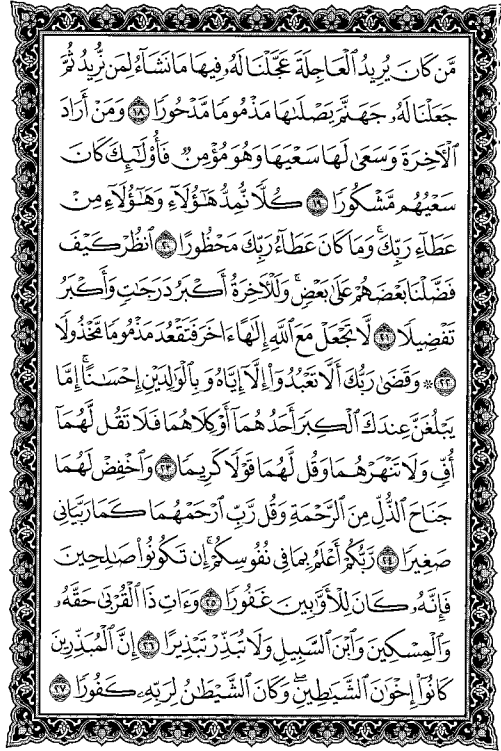 مَّن كَانَ يُرِيدُ ٱلْعَاجِلَةَ عَجَّلْنَا لَهُۥ فِيهَا مَا نَشَآءُ لِمَن نُّرِيدُ ثُمَّ
جَعَلْنَا لَهُۥ جَهَنَّمَ يَصْلَىٰهَا مَذْمُومًا مَّدْحُورًا ١٨ وَمَنْ أَرَادَ
ٱلْأَخِرَةَ وَسَعَىٰ لَهَا سَعْيَهَا وَهُوَ مُؤْمِنٌ فَأُو۟لَٰٓئِكَ كَانَ
سَعْيُهُم مَّشْكُورًا ١٩ كُلًّا نُّمِدُّ هَٰٓؤُلَآءِ وَهَٰٓؤُلَآءِ مِنْ
عَطَآءِ رَبِّكَ ۚ وَمَا كَانَ عَطَآءُ رَبِّكَ مَحْظُورًا ٢٠ ٱنظُرْ كَيْفَ
فَضَّلْنَا بَعْضَهُمْ عَلَىٰ بَعْضٍ ۚ وَلَلْأَخِرَةُ أَكْبَرُ دَرَجَٰتٍ وَأَكْبَرُ
تَفْضِيلًا ٢١ لَّا تَجْعَلْ مَعَ ٱللَّهِ إِلَٰهًا ءَاخَرَ فَتَقْعُدَ مَذْمُومًا مَّخْذُولًا
٢٢ ۞ وَقَضَىٰ رَبُّكَ أَلَّا تَعْبُدُوٓا۟ إِلَّآ إِيَّاهُ وَبِٱلْوَٰلِدَيْنِ إِحْسَٰنًا ۚ إِمَّا
يَبْلُغَنَّ عِندَكَ ٱلْكِبَرَ أَحَدُهُمَآ أَوْ كِلَاهُمَا فَلَا تَقُل لَّهُمَآ
أُفٍّ وَلَا تَنْهَرْهُمَا وَقُل لَّهُمَا قَوْلًا كَرِيمًا ٢٣ وَٱخْفِضْ لَهُمَا
جَنَاحَ ٱلذُّلِّ مِنَ ٱلرَّحْمَةِ وَقُل رَّبِّ ٱرْحَمْهُمَا كَمَا رَبَّيَانِى
صَغِيرًا ٢٤ رَّبُّكُمْ أَعْلَمُ بِمَا فِى نُفُوسِكُمْ ۚ إِن تَكُونُوا۟ صَٰلِحِينَ
فَإِنَّهُۥ كَانَ لِلْأَوَّٰبِينَ غَفُورًا ٢٥ وَءَاتِ ذَا ٱلْقُرْبَىٰ حَقَّهُۥ
وَٱلْمِسْكِينَ وَٱبْنَ ٱلسَّبِيلِ وَلَا تُبَذِّرْ تَبْذِيرًا ٢٦ إِنَّ ٱلْمُبَذِّرِينَ
كَانُوٓا۟ إِخْوَٰنَ ٱلشَّيَٰطِينِ ۖ وَكَانَ ٱلشَّيْطَٰنُ لِرَبِّهِۦ كَفُورًا ٢٧